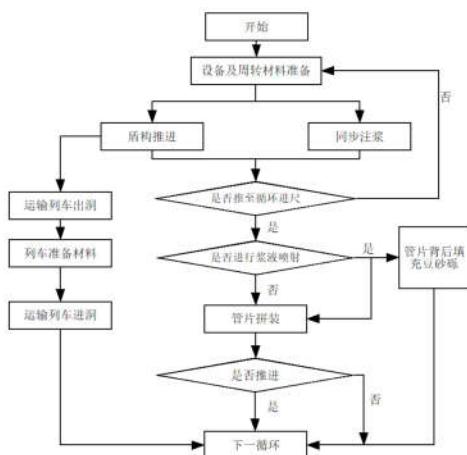 开始
设备及周转材料准备
否
盾构推进
同步注浆
是否推至循环进尺
运输列车出洞
是
列车准备材料
是否进行浆液喷射
是
管片背后填
充豆砂砾
否
运输列车进洞
管片拼装
是否推进
是
否
下一循环